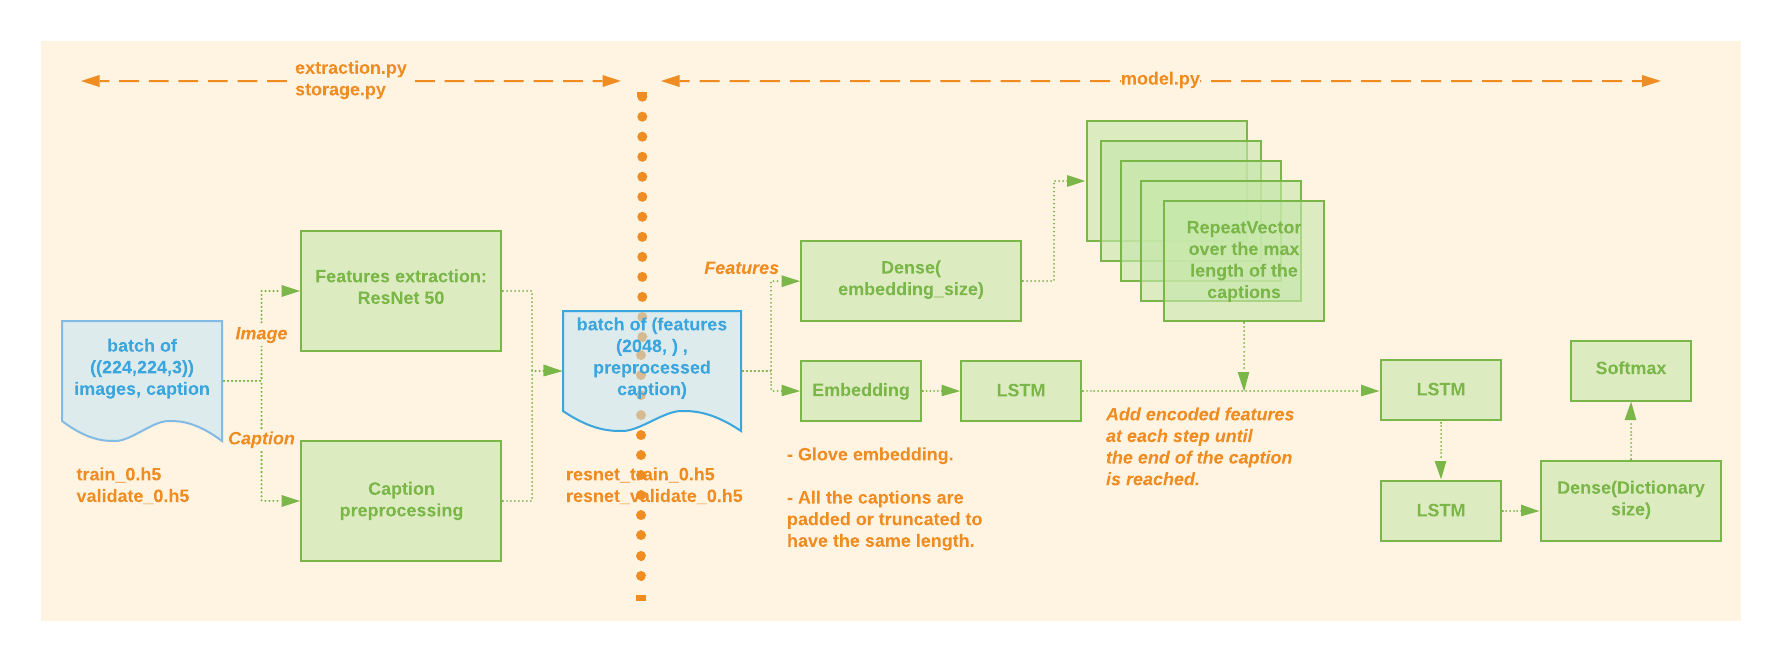 extraction.py
storage.py
model.py
batch of
((224,224,3))
images, caption
train_0.h5
validate_0.h5
Image
Caption
Features extraction:
ResNet 50
Caption
preprocessing
batch of (features
(2048, ) ,
preprocessed
caption)
resnet_train_0.h5
resnet_validate_0.h5
Features
Dense(
embedding_size)
RepeatVector
over the max
length of the
captions
Embedding
LSTM
- Glove embedding.
- All the captions are
padded or truncated to
have the same length.
Add encoded features
at each step until
the end of the caption
is reached.
LSTM
LSTM
Dense(Dictionary
size)
Softmax